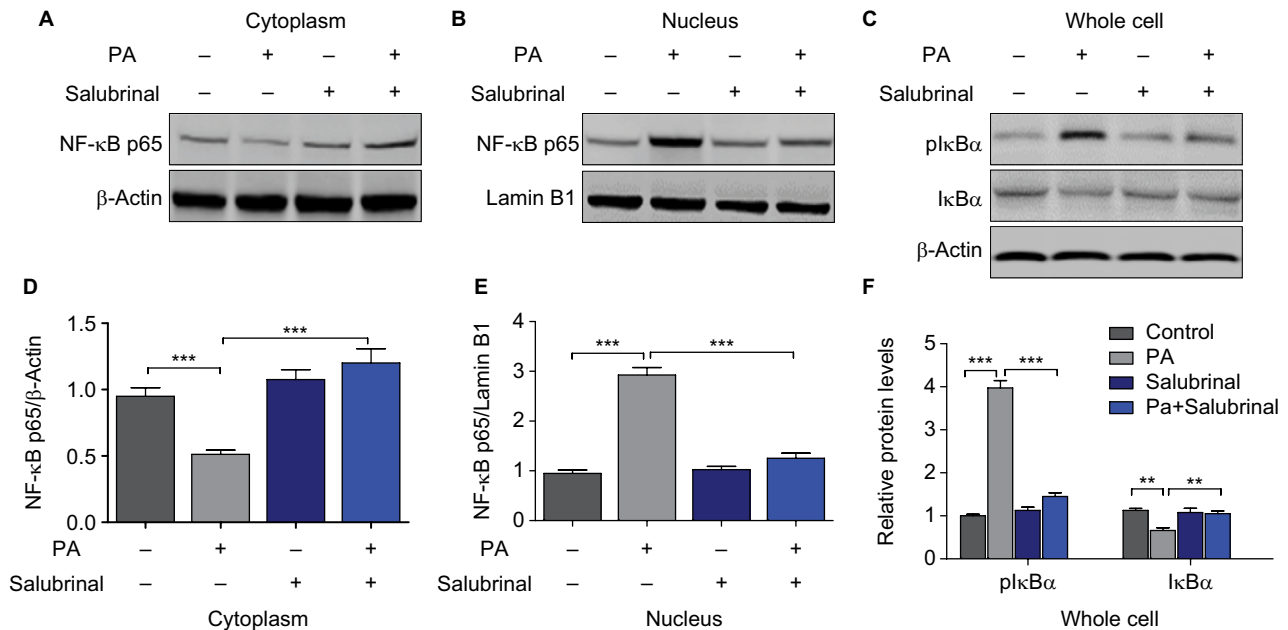 A Cytoplasm
PA – + – +
Salubrinal – – + +
NF-κB p65
β-Actin
B Nucleus
PA – + – +
Salubrinal – – + +
NF-κB p65
Lamin B1
C Whole cell
PA – + – +
Salubrinal – – + +
pIκBα
IκBα
β-Actin
D
NF-κB p65/β-Actin
1.5
1.0
0.5
0.0
*** ***
PA – + – +
Salubrinal – – + +
Cytoplasm
E
NF-κB p65/Lamin B1
4
3
2
1
0
*** ***
PA – + – +
Salubrinal – – + +
Nucleus
F
Relative protein levels
5
4
3
2
1
0
*** ***
** **
Control
PA
Salubrinal
Pa+Salubrinal
pIκBα IκBα
Whole cell